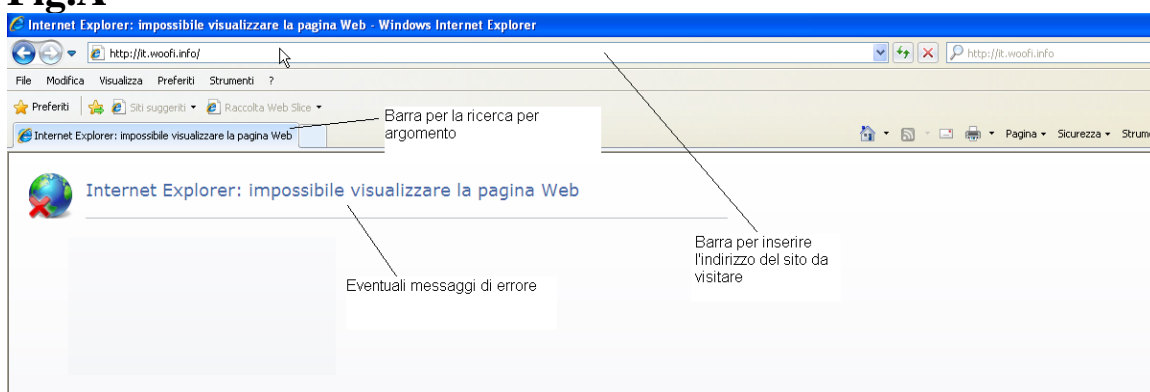 Fig.A
Internet Explorer: impossibile visualizzare la pagina Web - Windows Internet Explorer
http://it.woofi.info/
http://it.woofi.info
File Modifica Visualizza Preferiti Strumenti ?
Preferiti Siti suggeriti Raccolta Web Slice
Barra per la ricerca per
argomento
Internet Explorer: impossibile visualizzare la pagina Web
Pagina Sicurezza
Internet Explorer: impossibile visualizzare la pagina Web
Barra per inserire
l'indirizzo del sito da
visitare
Eventuali messaggi di errore